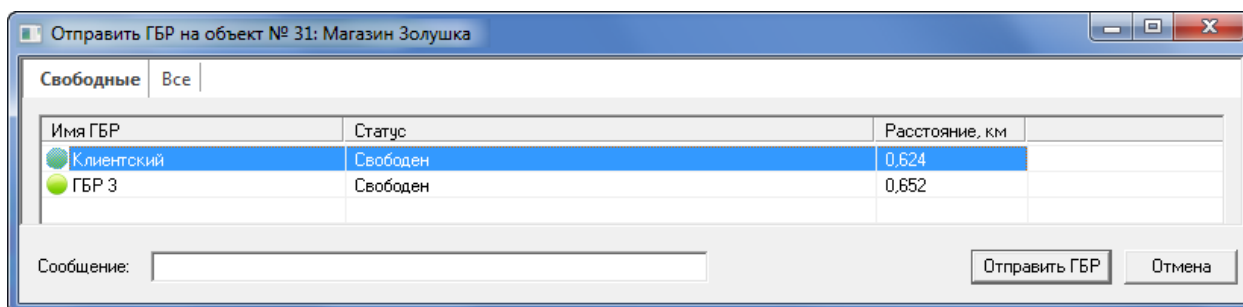 Отправить ГБР на объект № 31: Магазин Золушка
Свободные Все
Имя ГБР Статус Расстояние, км
Клиентский Свободен 0,624
ГБР 3 Свободен 0,652
Сообщение: Отправить ГБР Отмена